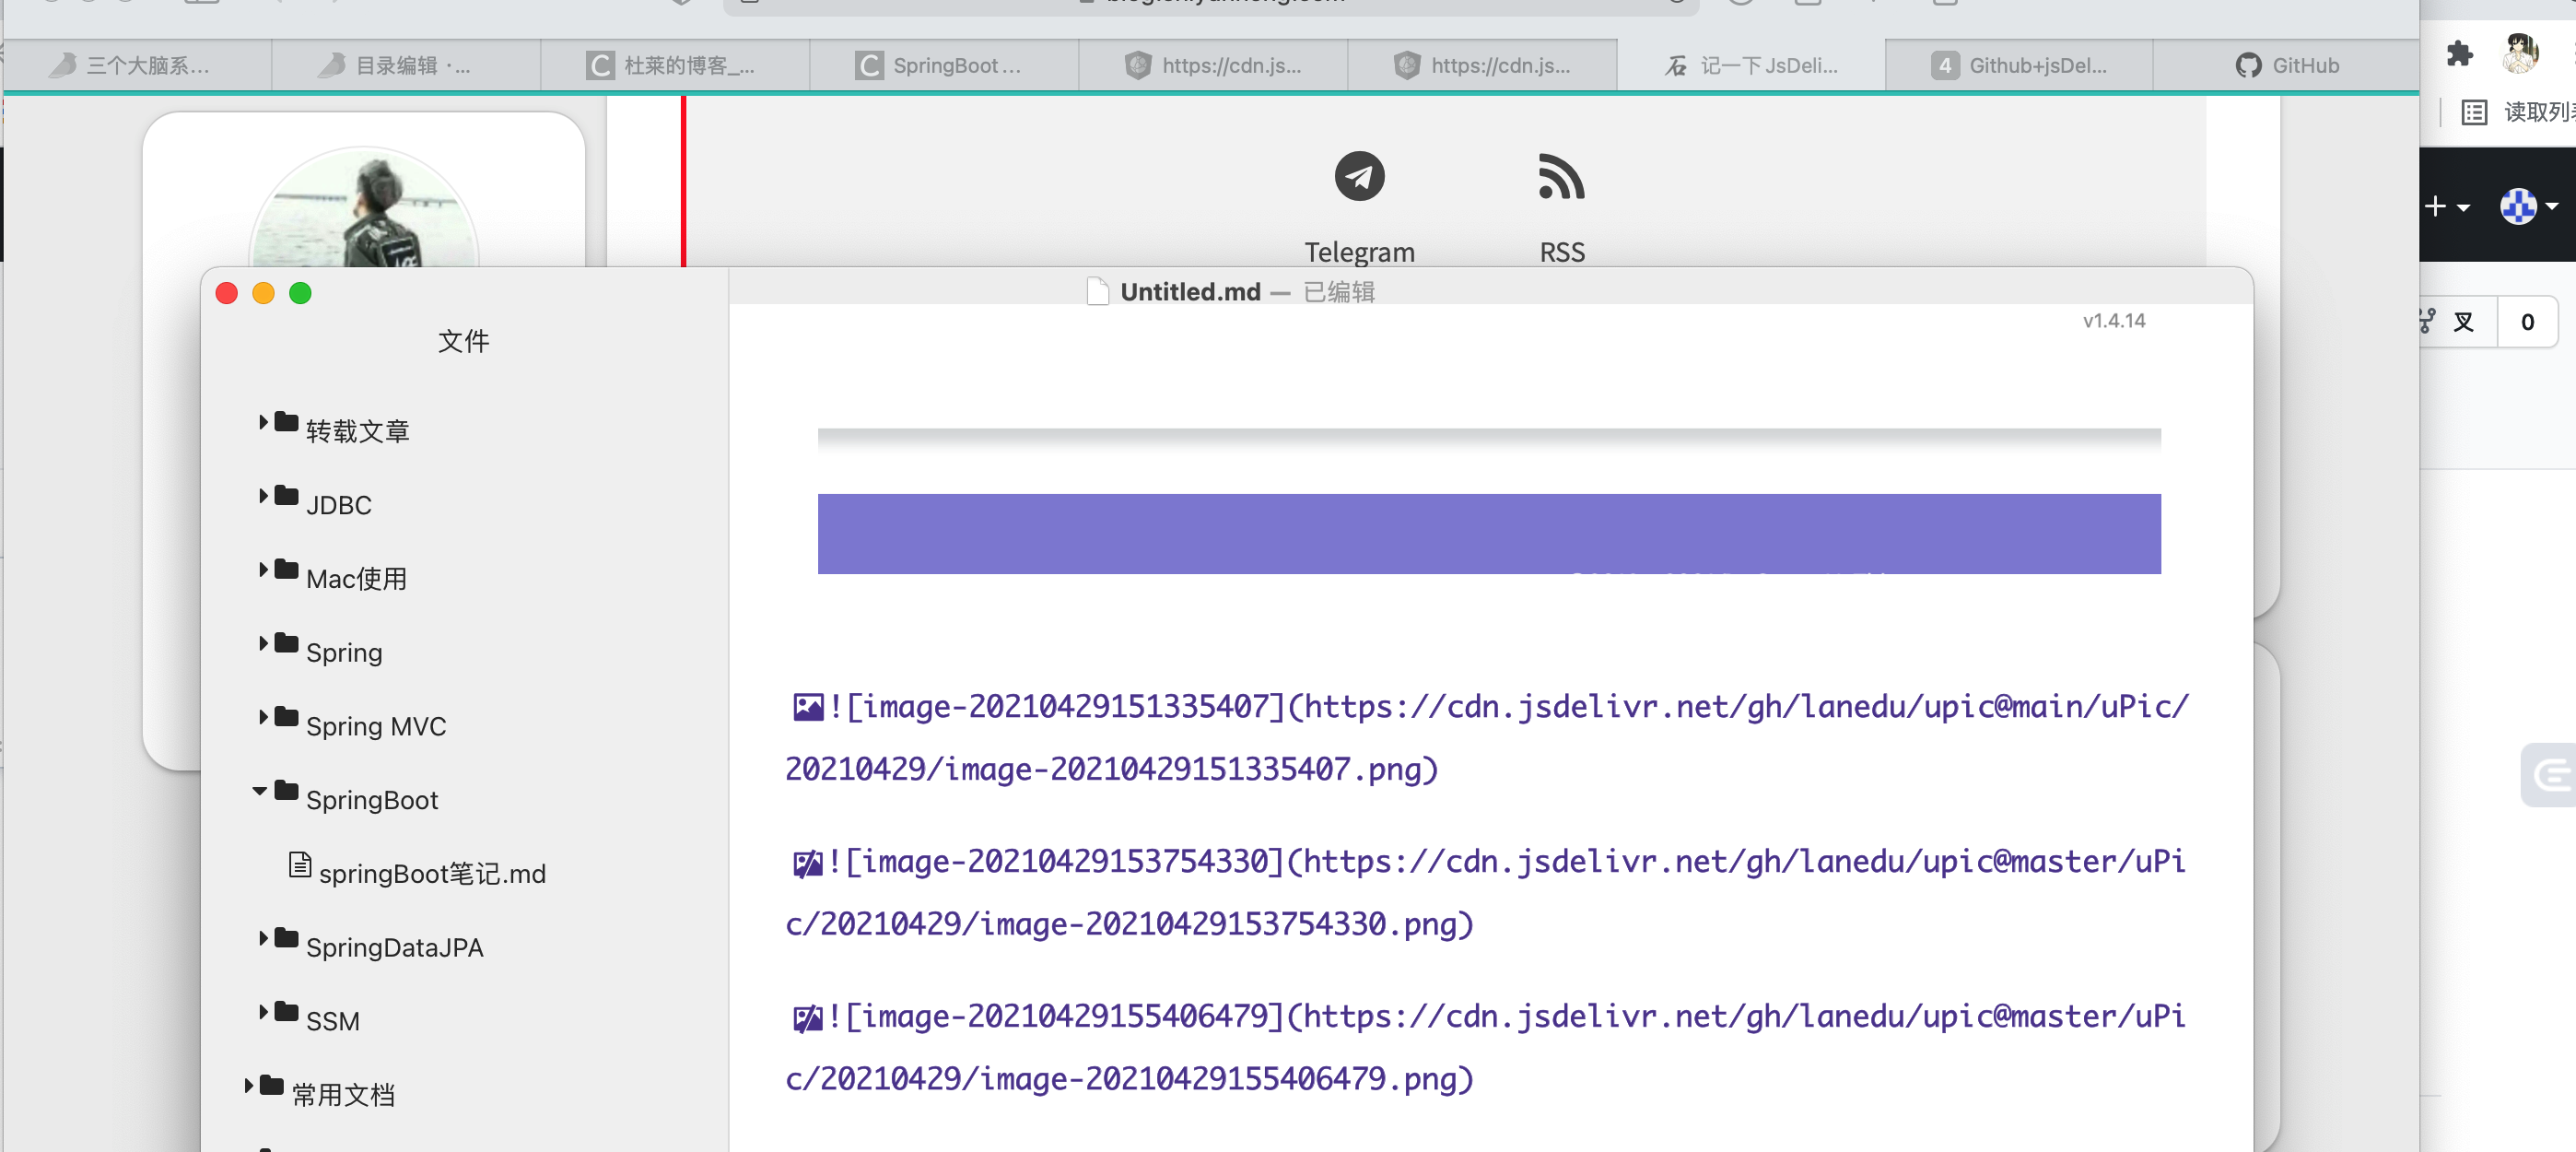 三个大脑系...
目录编辑 ·...
杜莱的博客_...
SpringBoot ...
https://cdn.js...
https://cdn.js...
记一下 JsDeli...
4 Github+jsDel...
GitHub
读取列表
Telegram
RSS
叉 0
Untitled.md — 已编辑
v1.4.14
文件
转载文章
JDBC
Mac使用
Spring
Spring MVC
SpringBoot
springBoot笔记.md
SpringDataJPA
SSM
常用文档
![image-20210429151335407](https://cdn.jsdelivr.net/gh/lanedu/upic@main/uPic/
20210429/image-20210429151335407.png)
![image-20210429153754330](https://cdn.jsdelivr.net/gh/lanedu/upic@master/uPi
c/20210429/image-20210429153754330.png)
![image-20210429155406479](https://cdn.jsdelivr.net/gh/lanedu/upic@master/uPi
c/20210429/image-20210429155406479.png)